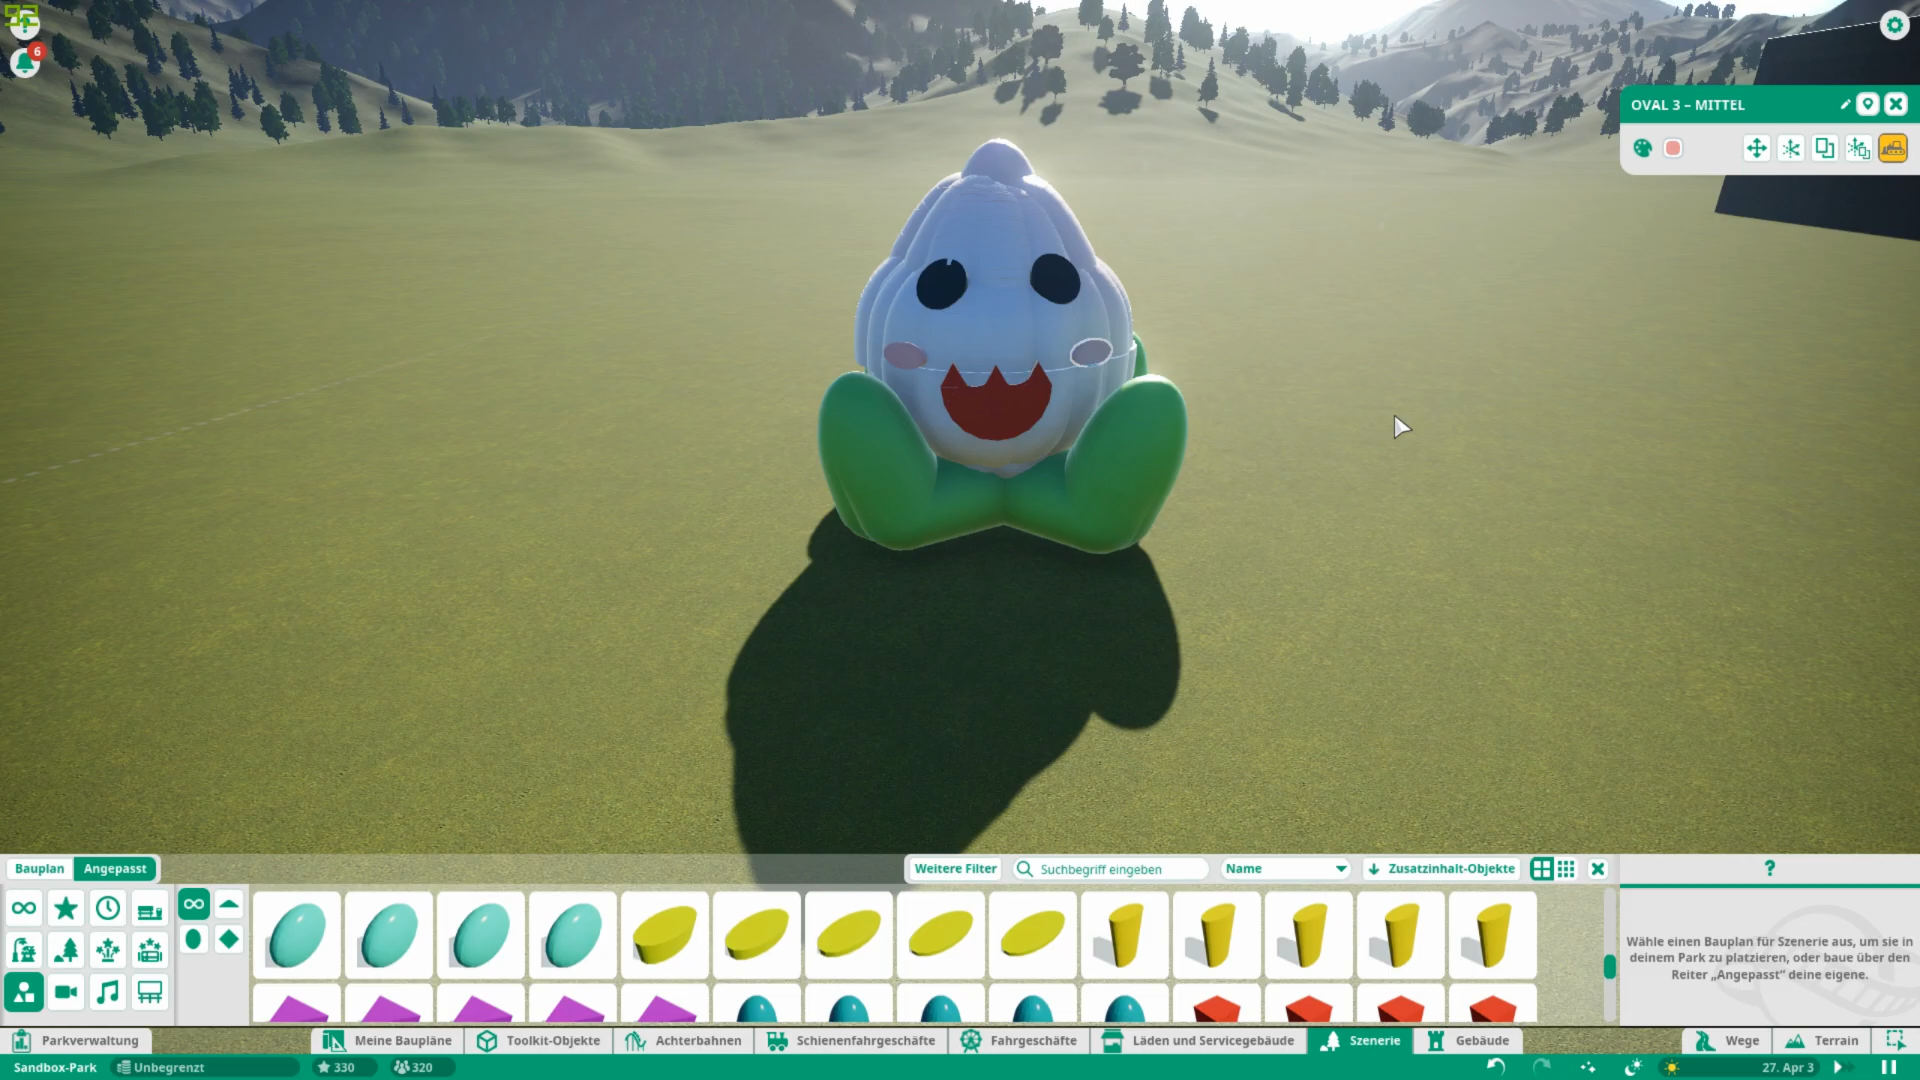 6
OVAL 3 – MITTEL
Bauplan
Angepasst
Weitere Filter
Suchbegriff eingeben
Name
Zusatzinhalt-Objekte
?
Wähle einen Bauplan für Szenerie aus, um sie in
deinem Park zu platzieren, oder baue über den
Reiter „Angepasst“ deine eigene.
Parkverwaltung
Meine Baupläne
Toolkit-Objekte
Achterbahnen
Schienenfahrgeschäfte
Fahrgeschäfte
Läden und Servicegebäude
Szenerie
Gebäude
Wege
Terrain
Sandbox-Park
Unbegrenzt
330
320
27. Apr 3